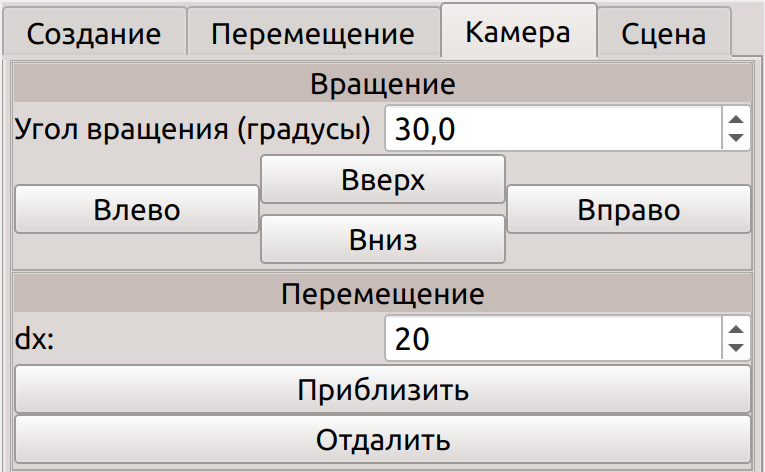 Создание Перемещение Камера Сцена
Вращение
Угол вращения (градусы) 30,0
Вверх
Влево Вправо
Вниз
Перемещение
dx: 20
Приблизить
Отдалить